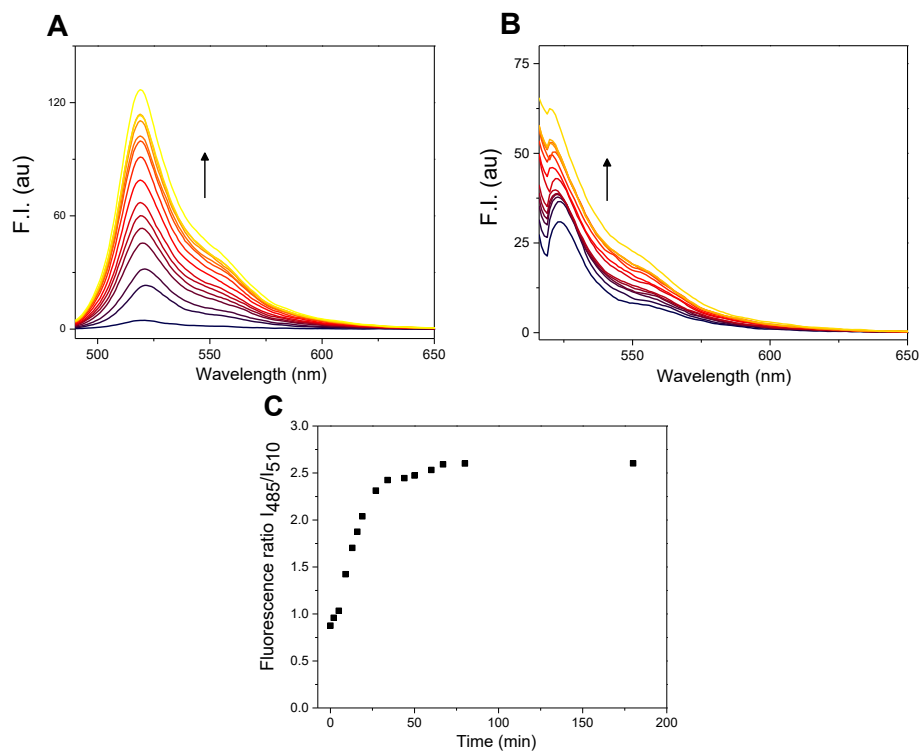 A
F.I. (au)
120
60
0
500
550
600
650
Wavelength (nm)
B
F.I. (au)
75
50
25
0
550
600
650
Wavelength (nm)
C
Fluorescence ratio I485/I510
3.0
2.5
2.0
1.5
1.0
0.5
0.0
0
50
100
150
200
Time (min)